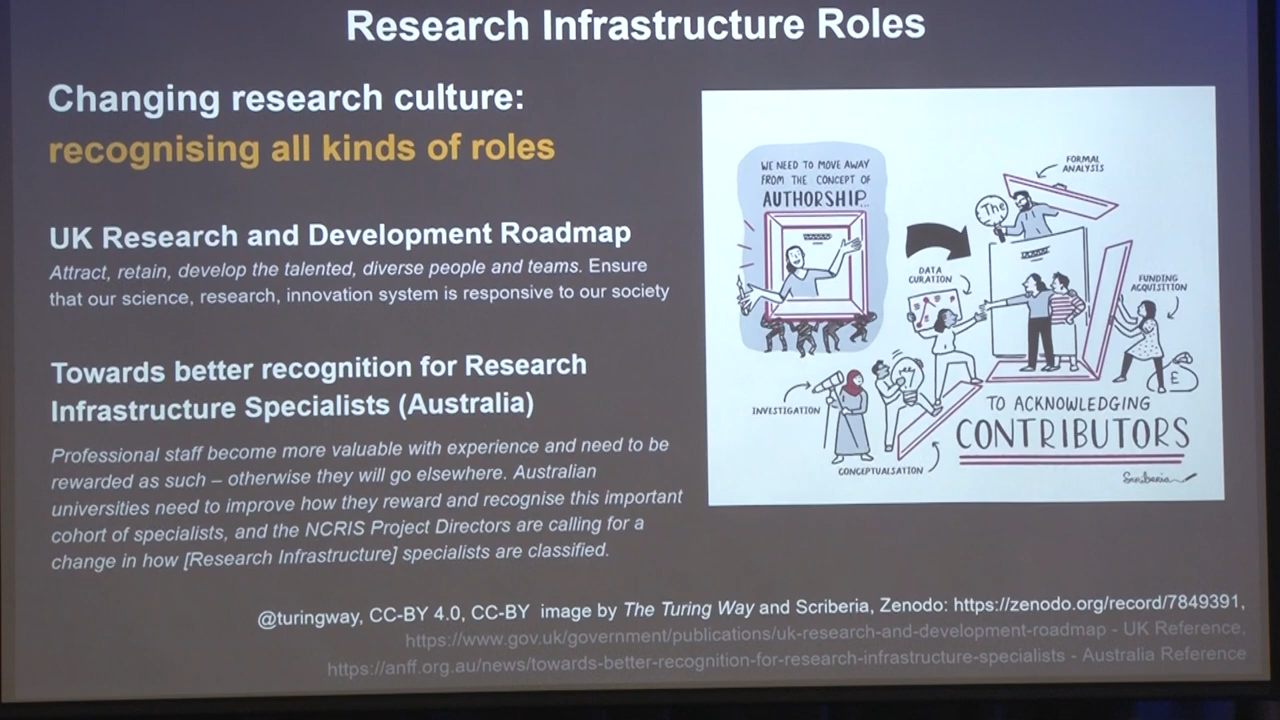 Research Infrastructure Roles
Changing research culture:
recognising all kinds of roles
UK Research and Development Roadmap
Attract, retain, develop the talented, diverse people and teams. Ensure
that our science, research, innovation system is responsive to our society
Towards better recognition for Research
Infrastructure Specialists (Australia)
Professional staff become more valuable with experience and need to be
rewarded as such – otherwise they will go elsewhere. Australian
universities need to improve how they reward and recognise this important
cohort of specialists, and the NCRIS Project Directors are calling for a
change in how [Research Infrastructure] specialists are classified.
WE NEED TO MOVE AWAY
FROM THE CONCEPT OF
AUTHORSHIP...
FORMAL
ANALYSIS
The
DATA
CURATION
FUNDING
ACQUISITION
£
INVESTIGATION
CONCEPTUALISATION
TO ACKNOWLEDGING
CONTRIBUTORS
Scriberia
@turingway, CC-BY 4.0, CC-BY image by The Turing Way and Scriberia, Zenodo: https://zenodo.org/record/7849391,
https://www.gov.uk/government/publications/uk-research-and-development-roadmap - UK Reference,
https://anff.org.au/news/towards-better-recognition-for-research-infrastructure-specialists - Australia Reference